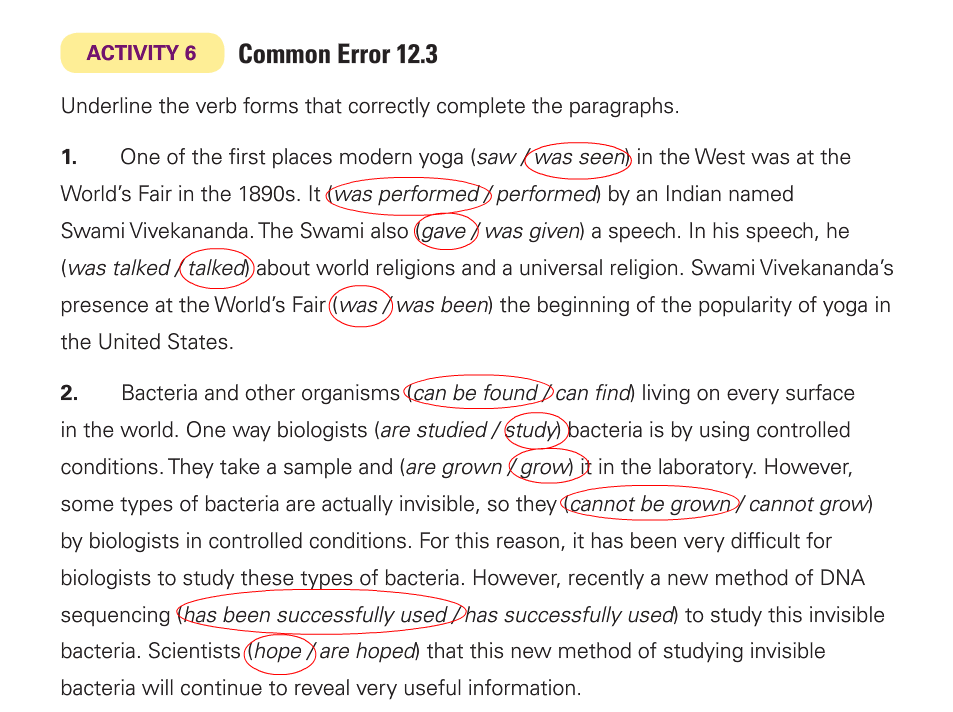 ACTIVITY 6 Common Error 12.3
Underline the verb forms that correctly complete the paragraphs.
1. One of the first places modern yoga (saw / was seen) in the West was at the
World's Fair in the 1890s. It (was performed / performed) by an Indian named
Swami Vivekananda. The Swami also (gave / was given) a speech. In his speech, he
(was talked / talked) about world religions and a universal religion. Swami Vivekananda's
presence at the World's Fair (was / was been) the beginning of the popularity of yoga in
the United States.
2. Bacteria and other organisms (can be found / can find) living on every surface
in the world. One way biologists (are studied / study) bacteria is by using controlled
conditions. They take a sample and (are grown / grow) it in the laboratory. However,
some types of bacteria are actually invisible, so they (cannot be grown / cannot grow)
by biologists in controlled conditions. For this reason, it has been very difficult for
biologists to study these types of bacteria. However, recently a new method of DNA
sequencing (has been successfully used / has successfully used) to study this invisible
bacteria. Scientists (hope / are hoped) that this new method of studying invisible
bacteria will continue to reveal very useful information.